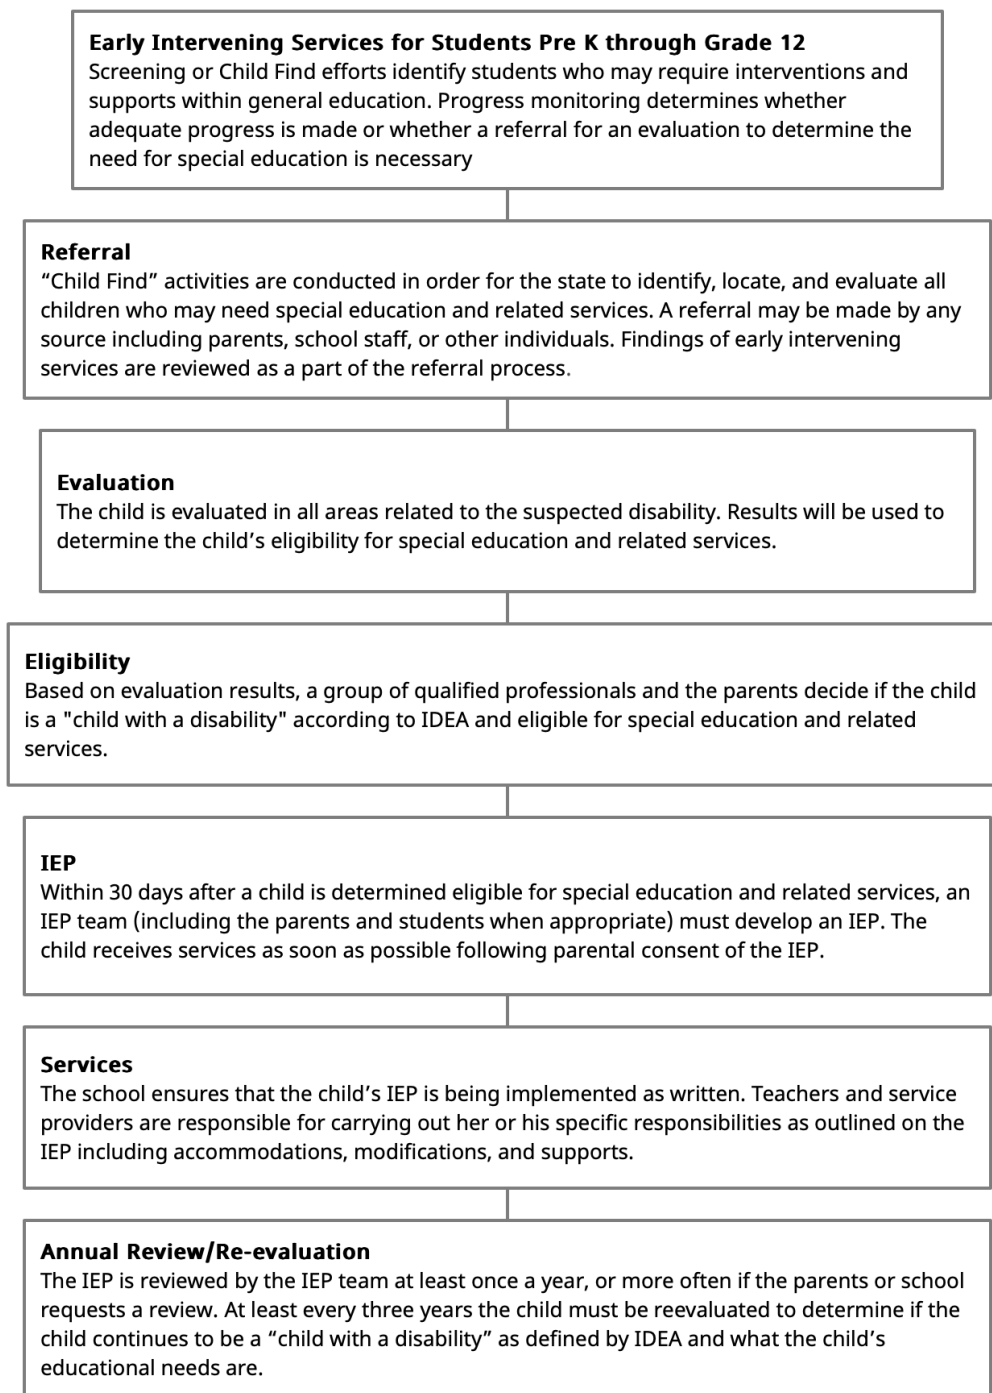 Early Intervening Services for Students Pre K through Grade 12
Screening or Child Find efforts identify students who may require interventions and
supports within general education. Progress monitoring determines whether
adequate progress is made or whether a referral for an evaluation to determine the
need for special education is necessary
Referral
“Child Find” activities are conducted in order for the state to identify, locate, and evaluate all
children who may need special education and related services. A referral may be made by any
source including parents, school staff, or other individuals. Findings of early intervening
services are reviewed as a part of the referral process.
Evaluation
The child is evaluated in all areas related to the suspected disability. Results will be used to
determine the child’s eligibility for special education and related services.
Eligibility
Based on evaluation results, a group of qualified professionals and the parents decide if the child
is a "child with a disability" according to IDEA and eligible for special education and related
services.
IEP
Within 30 days after a child is determined eligible for special education and related services, an
IEP team (including the parents and students when appropriate) must develop an IEP. The
child receives services as soon as possible following parental consent of the IEP.
Services
The school ensures that the child’s IEP is being implemented as written. Teachers and service
providers are responsible for carrying out her or his specific responsibilities as outlined on the
IEP including accommodations, modifications, and supports.
Annual Review/Re-evaluation
The IEP is reviewed by the IEP team at least once a year, or more often if the parents or school
requests a review. At least every three years the child must be reevaluated to determine if the
child continues to be a “child with a disability” as defined by IDEA and what the child’s
educational needs are.